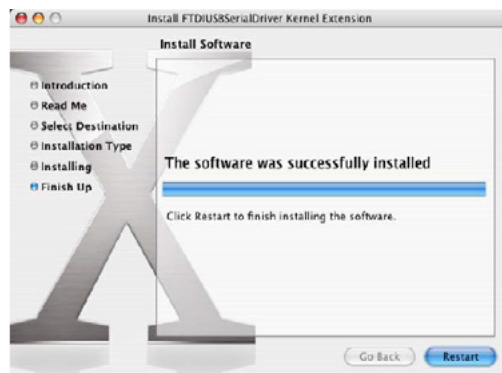 Install FTDIUSBSerialDriver Kernel Extension
Install Software
Introduction
Read Me
Select Destination
Installation Type
Installing
Finish Up
The software was successfully installed
Click Restart to finish installing the software.
Go Back
Restart